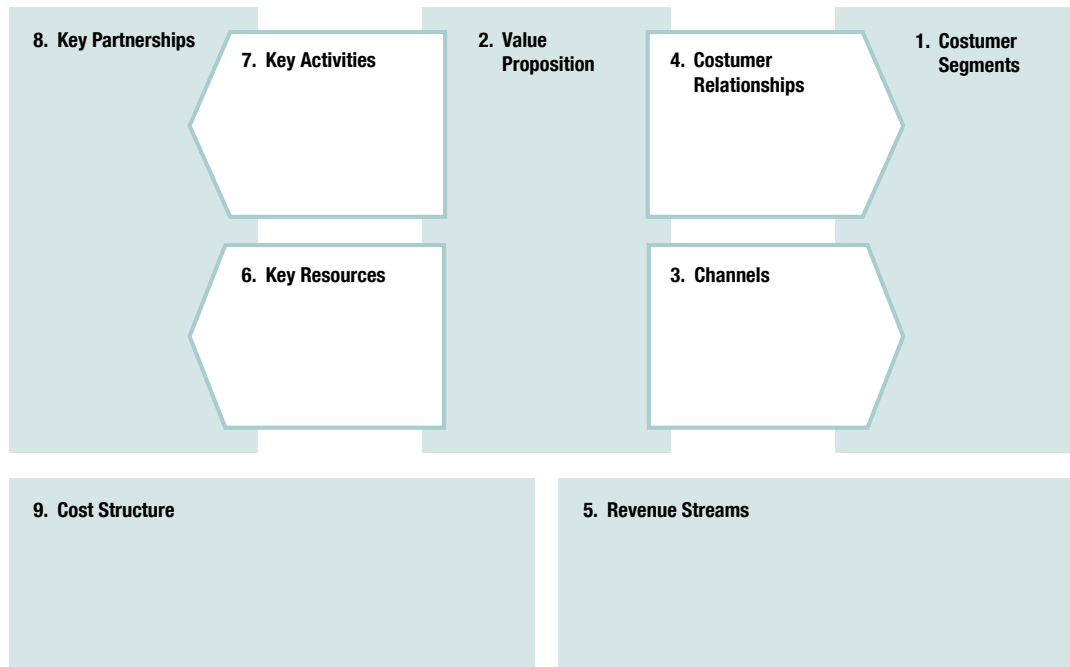 8. Key Partnerships
7. Key Activities
2. Value
Proposition
4. Costumer
Relationships
1. Costumer
Segments
6. Key Resources
3. Channels
9. Cost Structure
5. Revenue Streams